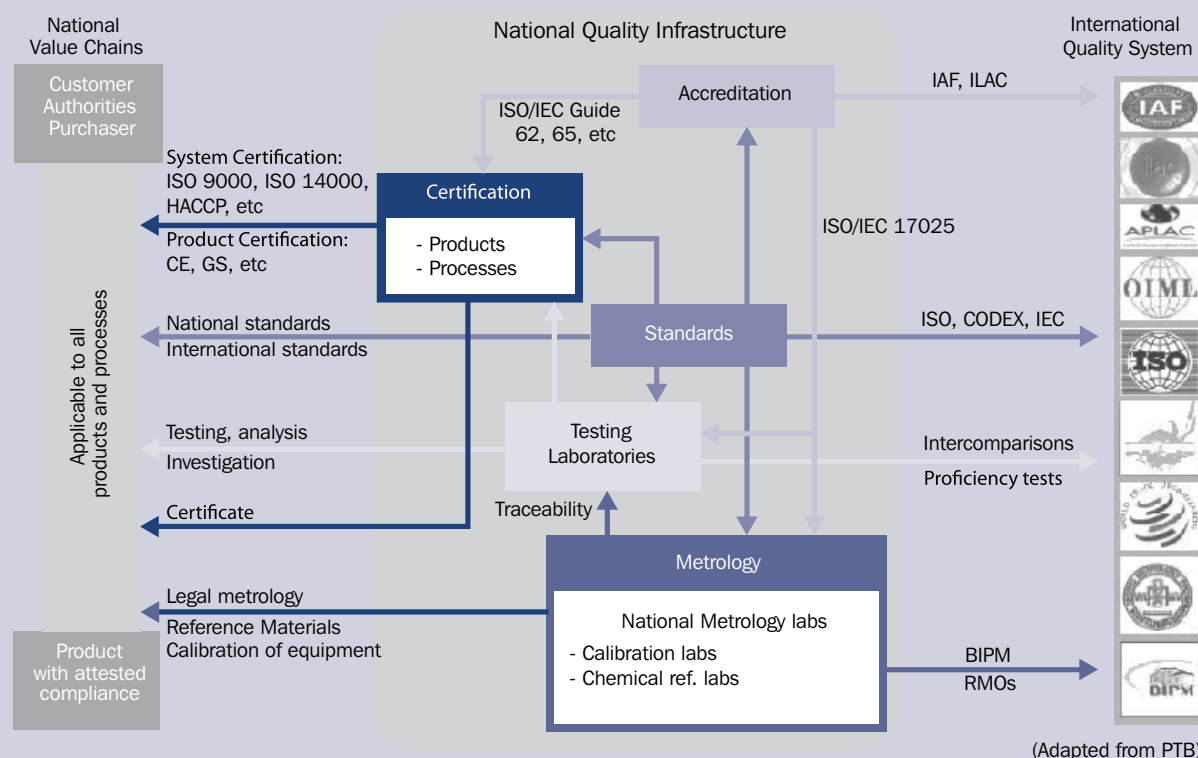 National
Value Chains
National Quality Infrastructure
International
Quality System
Customer
Authorities
Purchaser
Accreditation
IAF, ILAC
IAF
ISO/IEC Guide
62, 65, etc
System Certification:
ISO 9000, ISO 14000,
HACCP, etc
Certification
ilac
- Products
- Processes
ISO/IEC 17025
APLAC
Product Certification:
CE, GS, etc
OIML
National standards
International standards
Standards
ISO, CODEX, IEC
ISO
Applicable to all
products and processes
Testing, analysis
Investigation
Testing
Laboratories
Intercomparisons
Proficiency tests
Certificate
Traceability
Metrology
Legal metrology
Reference Materials
Calibration of equipment
National Metrology labs
- Calibration labs
- Chemical ref. labs
Product
with attested
compliance
BIPM
RMOs
BIPM
(Adapted from PTB)